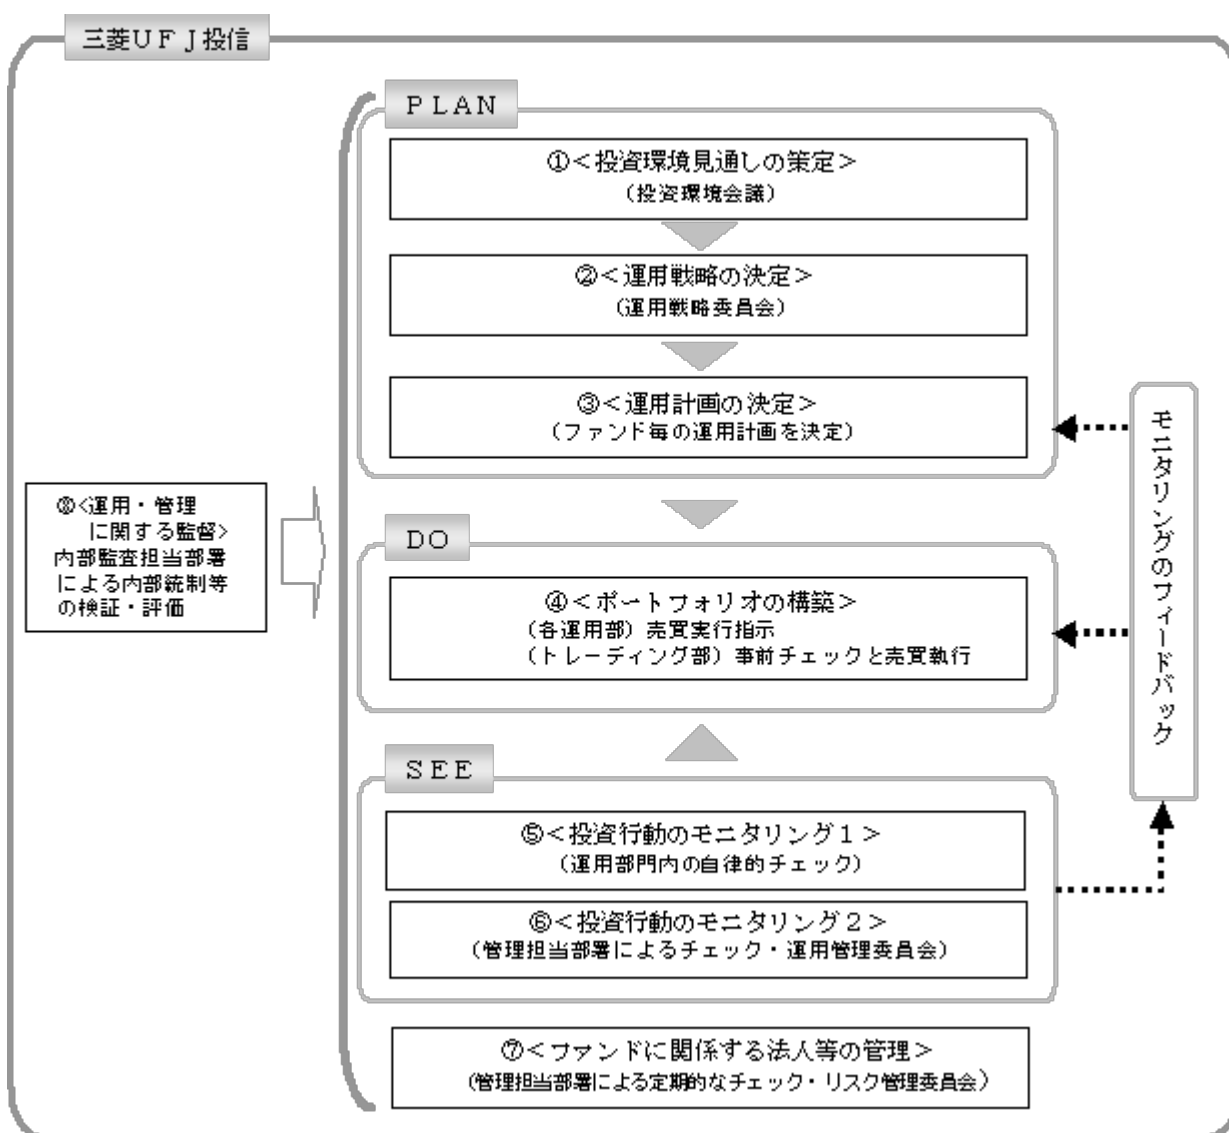 三菱ＵＦＪ投信
ＰＬＡＮ
①＜投資環境見通しの策定＞
（投資環境会議）
②＜運用戦略の決定＞
（運用戦略委員会）
③＜運用計画の決定＞
（ファンド毎の運用計画を決定）
⑧＜運用・管理
に関する監督＞
内部監査担当部署
による内部統制等
の検証・評価
ＤＯ
④＜ポートフォリオの構築＞
（各運用部）売買実行指示
（トレーディング部）事前チェックと売買執行
モニタリングのフィードバック
ＳＥＥ
⑤＜投資行動のモニタリング１＞
（運用部門内の自律的チェック）
⑥＜投資行動のモニタリング２＞
（管理担当部署によるチェック・運用管理委員会）
⑦＜ファンドに関係する法人等の管理＞
（管理担当部署による定期的なチェック・リスク管理委員会）